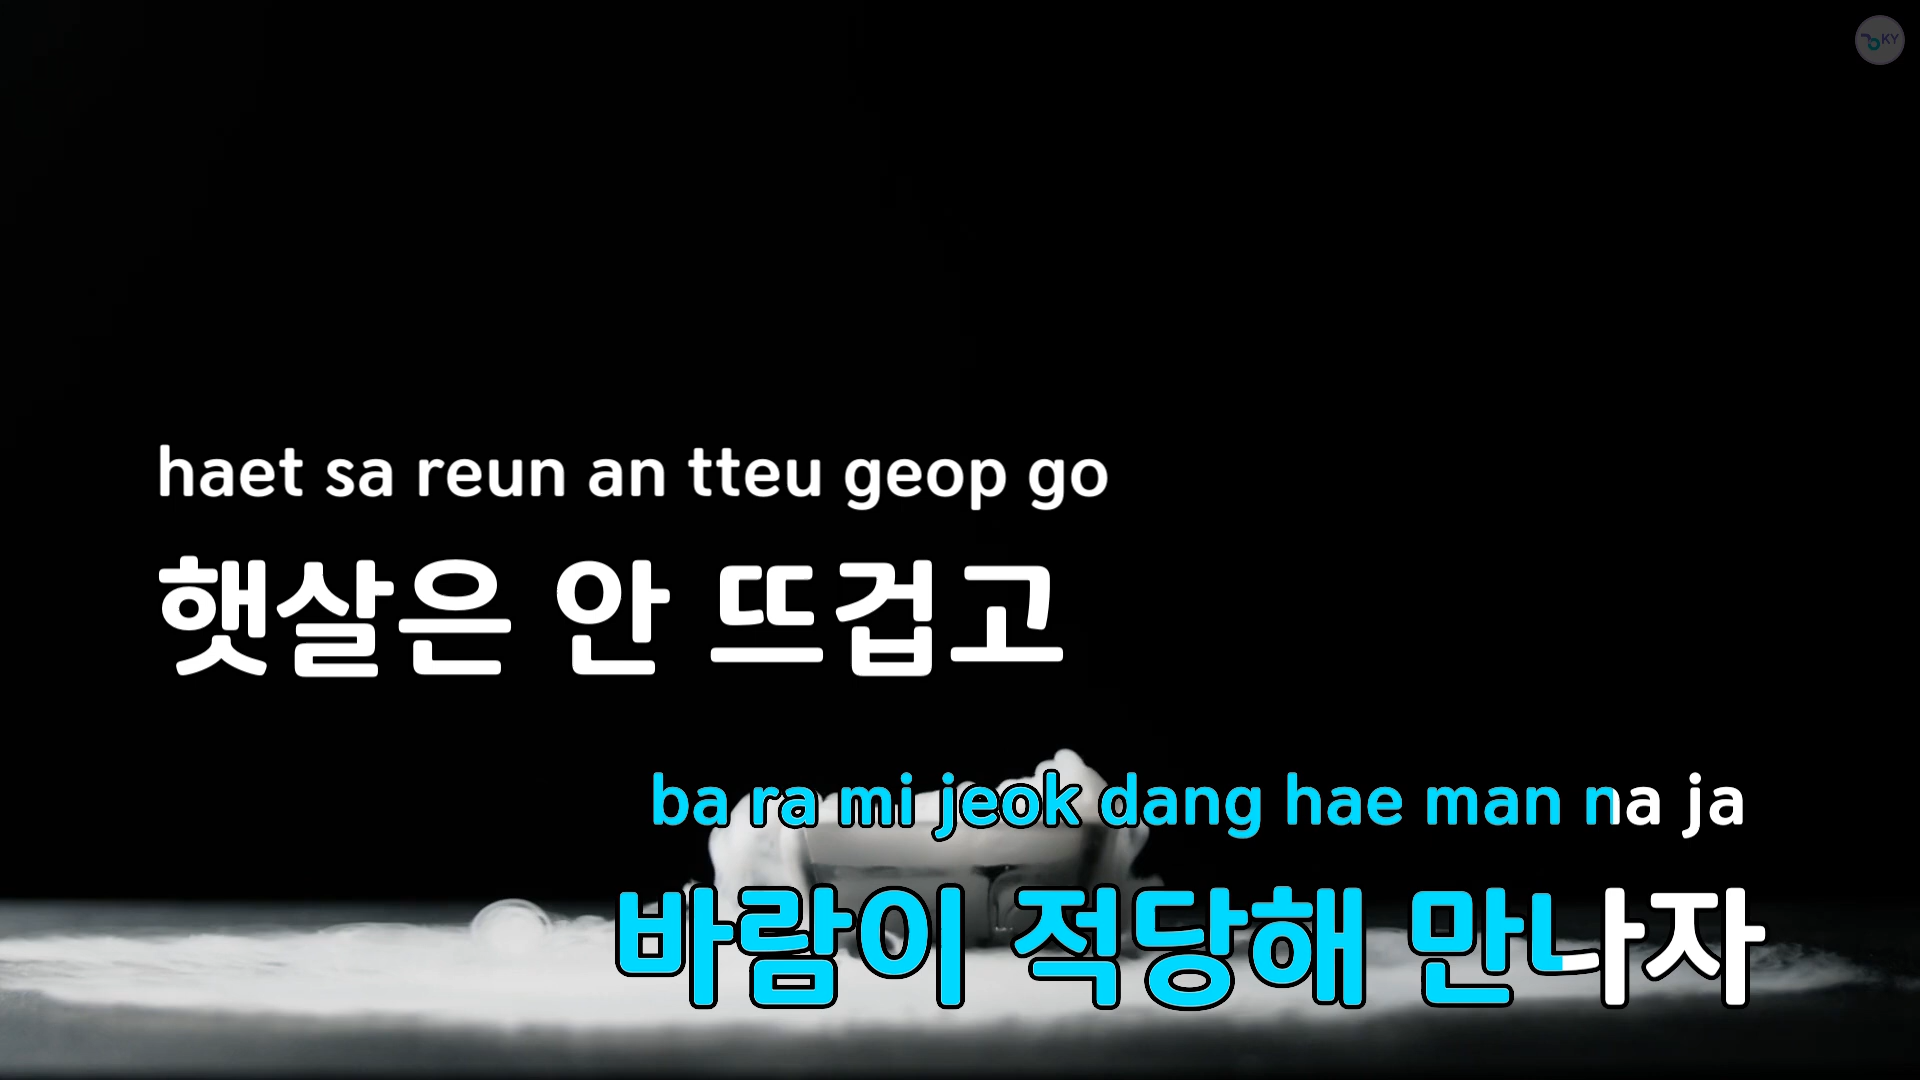 KY
haet sa reun an tteu geop go
햇살은 안 뜨겁고
ba ra mi jeok dang hae man na ja
바람이 적당해 만나자